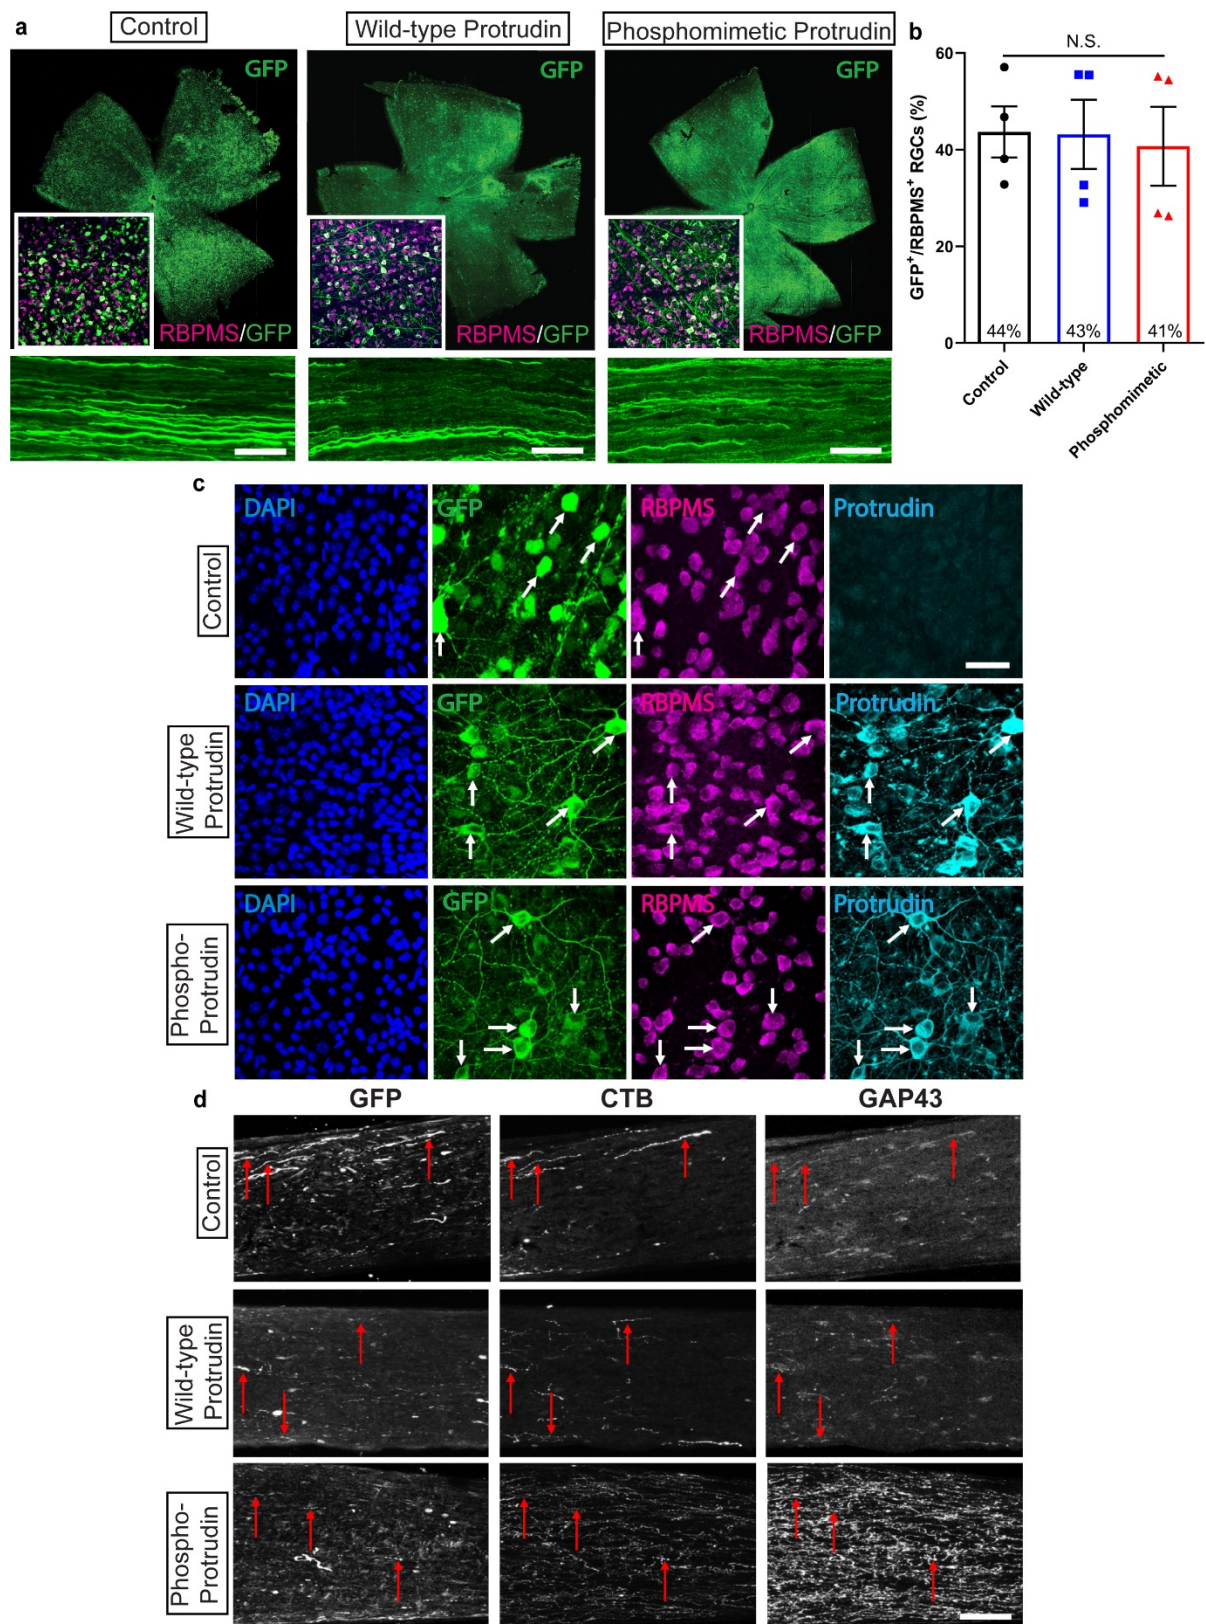 a
Control
Wild-type Protrudin
Phosphomimetic Protrudin
GFP
GFP
GFP
RBPMS/GFP
RBPMS/GFP
RBPMS/GFP
b
N.S.
GFP+/RBPMS+ RGCs (%)
60
40
20
0
44%
43%
41%
Control
Wild-type
Phosphomimetic
c
DAPI
GFP
RBPMS
Protrudin
Control
DAPI
GFP
RBPMS
Protrudin
Wild-type
Protrudin
DAPI
GFP
RBPMS
Protrudin
Phospho-
Protrudin
d
GFP
CTB
GAP43
Control
Wild-type
Protrudin
Phospho-
Protrudin